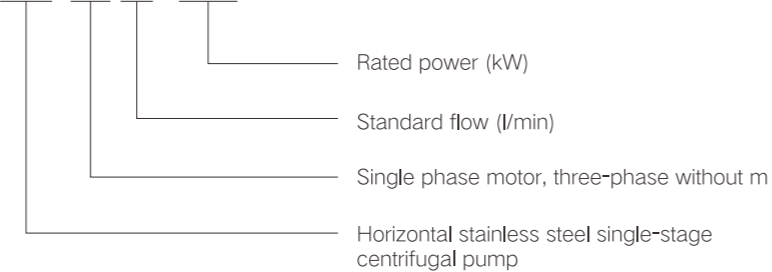 Rated power (kW)
Standard flow (l/min)
Single phase motor, three-phase without m
Horizontal stainless steel single-stage
centrifugal pump